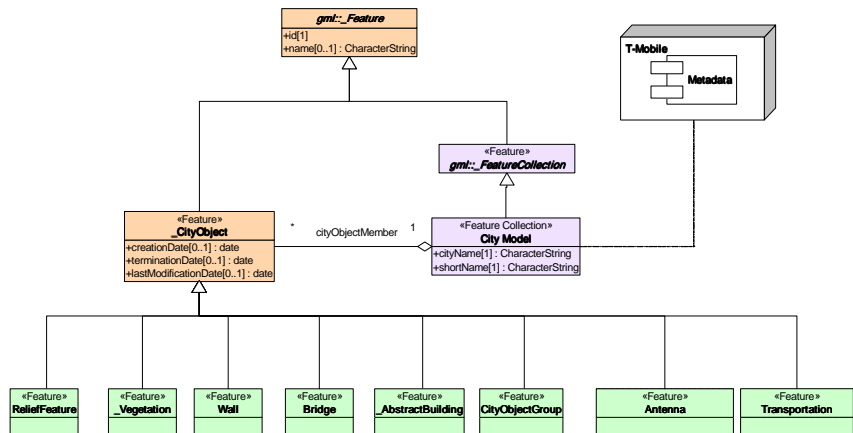 gml::_Feature
+id[1]
+name[0..1] : CharacterString
T-Mobile
Metadata
«Feature»
gml::_FeatureCollection
«Feature»
_CityObject
+creationDate[0..1] : date
+terminationDate[0..1] : date
+lastModificationDate[0..1] : date
*
cityObjectMember
1
«Feature Collection»
City Model
+cityName[1] : CharacterString
+shortName[1] : CharacterString
«Feature»
ReliefFeature
«Feature»
_Vegetation
«Feature»
Wall
«Feature»
Bridge
«Feature»
_AbstractBuilding
«Feature»
CityObjectGroup
«Feature»
Antenna
«Feature»
Transportation